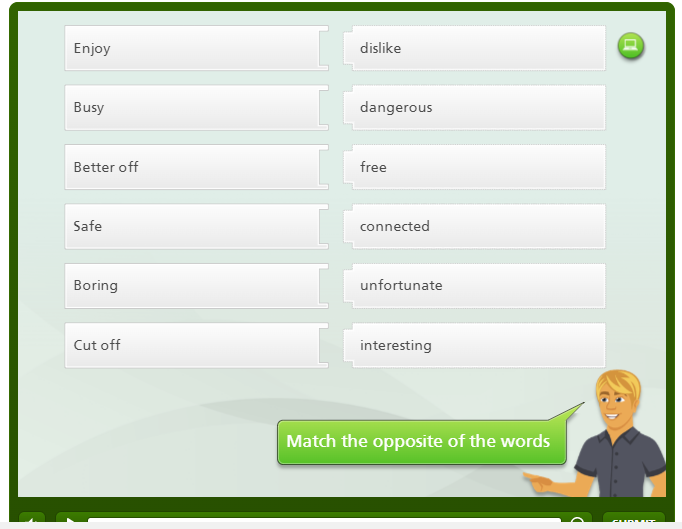 Enjoy dislike
Busy dangerous
Better off free
Safe connected
Boring unfortunate
Cut off interesting
Match the opposite of the words
SUBMIT